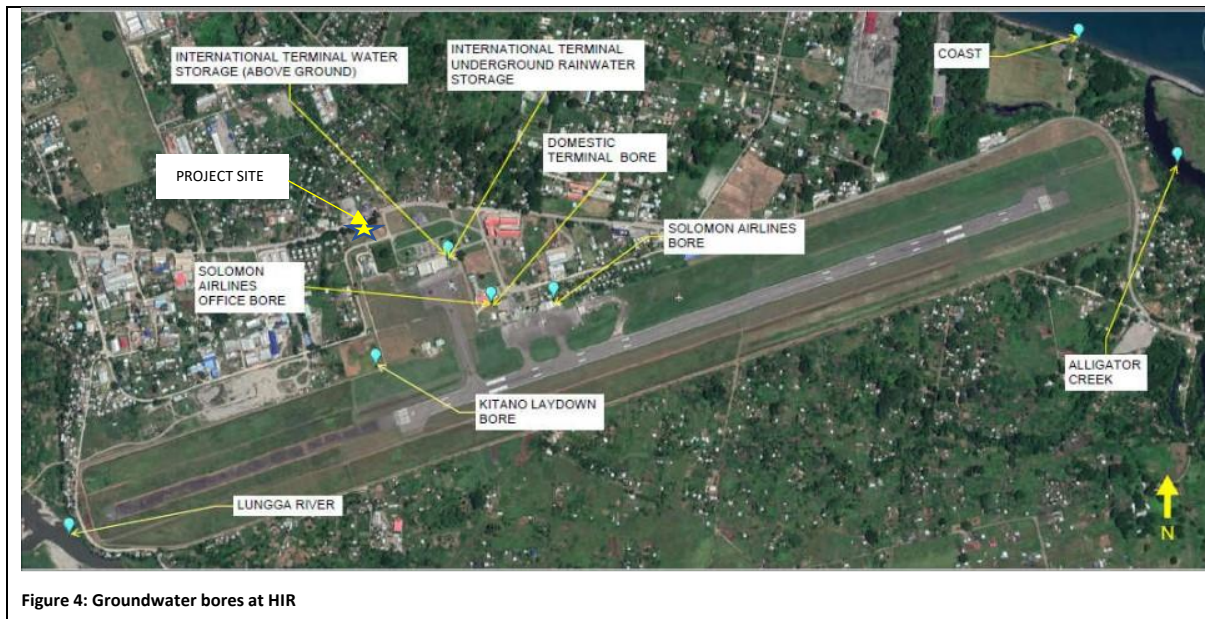 INTERNATIONAL TERMINAL WATER
STORAGE (ABOVE GROUND)
INTERNATIONAL TERMINAL
UNDERGROUND RAINWATER
STORAGE
COAST
DOMESTIC
TERMINAL BORE
PROJECT SITE
SOLOMON AIRLINES
BORE
SOLOMON
AIRLINES
OFFICE BORE
ALLIGATOR
CREEK
KITANO LAYDOWN
BORE
LUNGGA RIVER
N
Figure 4: Groundwater bores at HIR